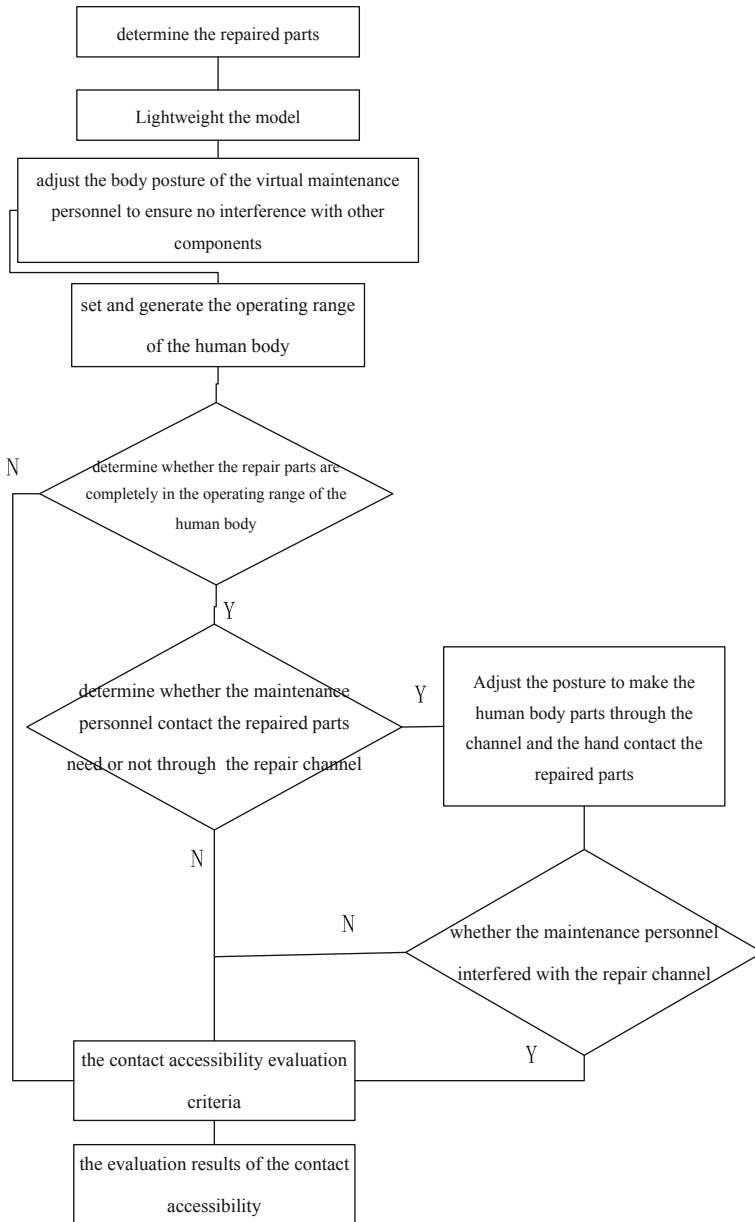 determine the repaired parts
Lightweight the model
adjust the body posture of the virtual maintenance
personnel to ensure no interference with other
components
set and generate the operating range
of the human body
N
determine whether the repair parts are
completely in the operating range of the
human body
Y
determine whether the maintenance
personnel contact the repaired parts
need or not through the repair channel
Y
Adjust the posture to make the
human body parts through the
channel and the hand contact the
repaired parts
N
N
whether the maintenance personnel
interfered with the repair channel
Y
the contact accessibility evaluation
criteria
the evaluation results of the contact
accessibility